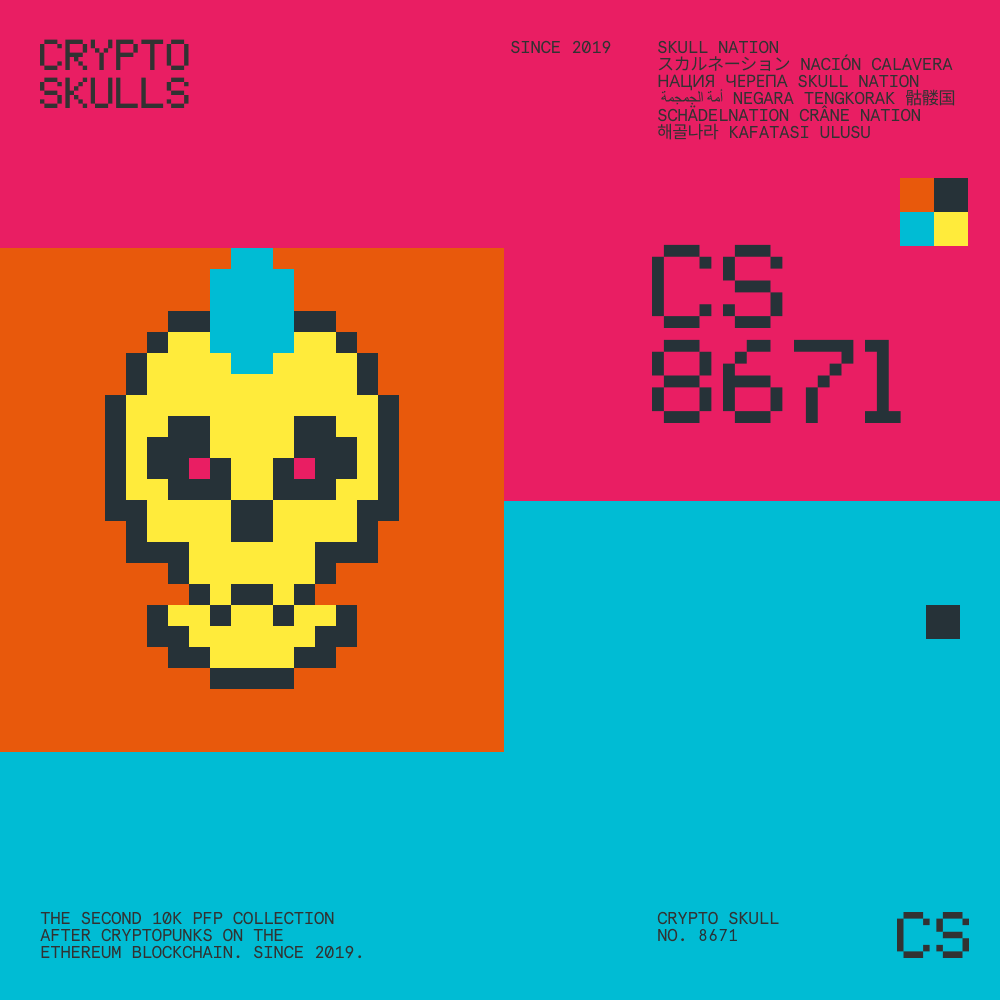 CRYPTO
SKULLS
SINCE 2019
SKULL NATION
スカルネーション NACIÓN CALAVERA
НАЦИЯ ЧЕРЕПА SKULL NATION
أمة الجمجمة NEGARA TENGKORAK 骷髅国
SCHÄDELNATION CRÂNE NATION
해골나라 KAFATASI ULUSU
CS
8671
THE SECOND 10K PFP COLLECTION
AFTER CRYPTOPUNKS ON THE
ETHEREUM BLOCKCHAIN. SINCE 2019.
CRYPTO SKULL
NO. 8671
CS